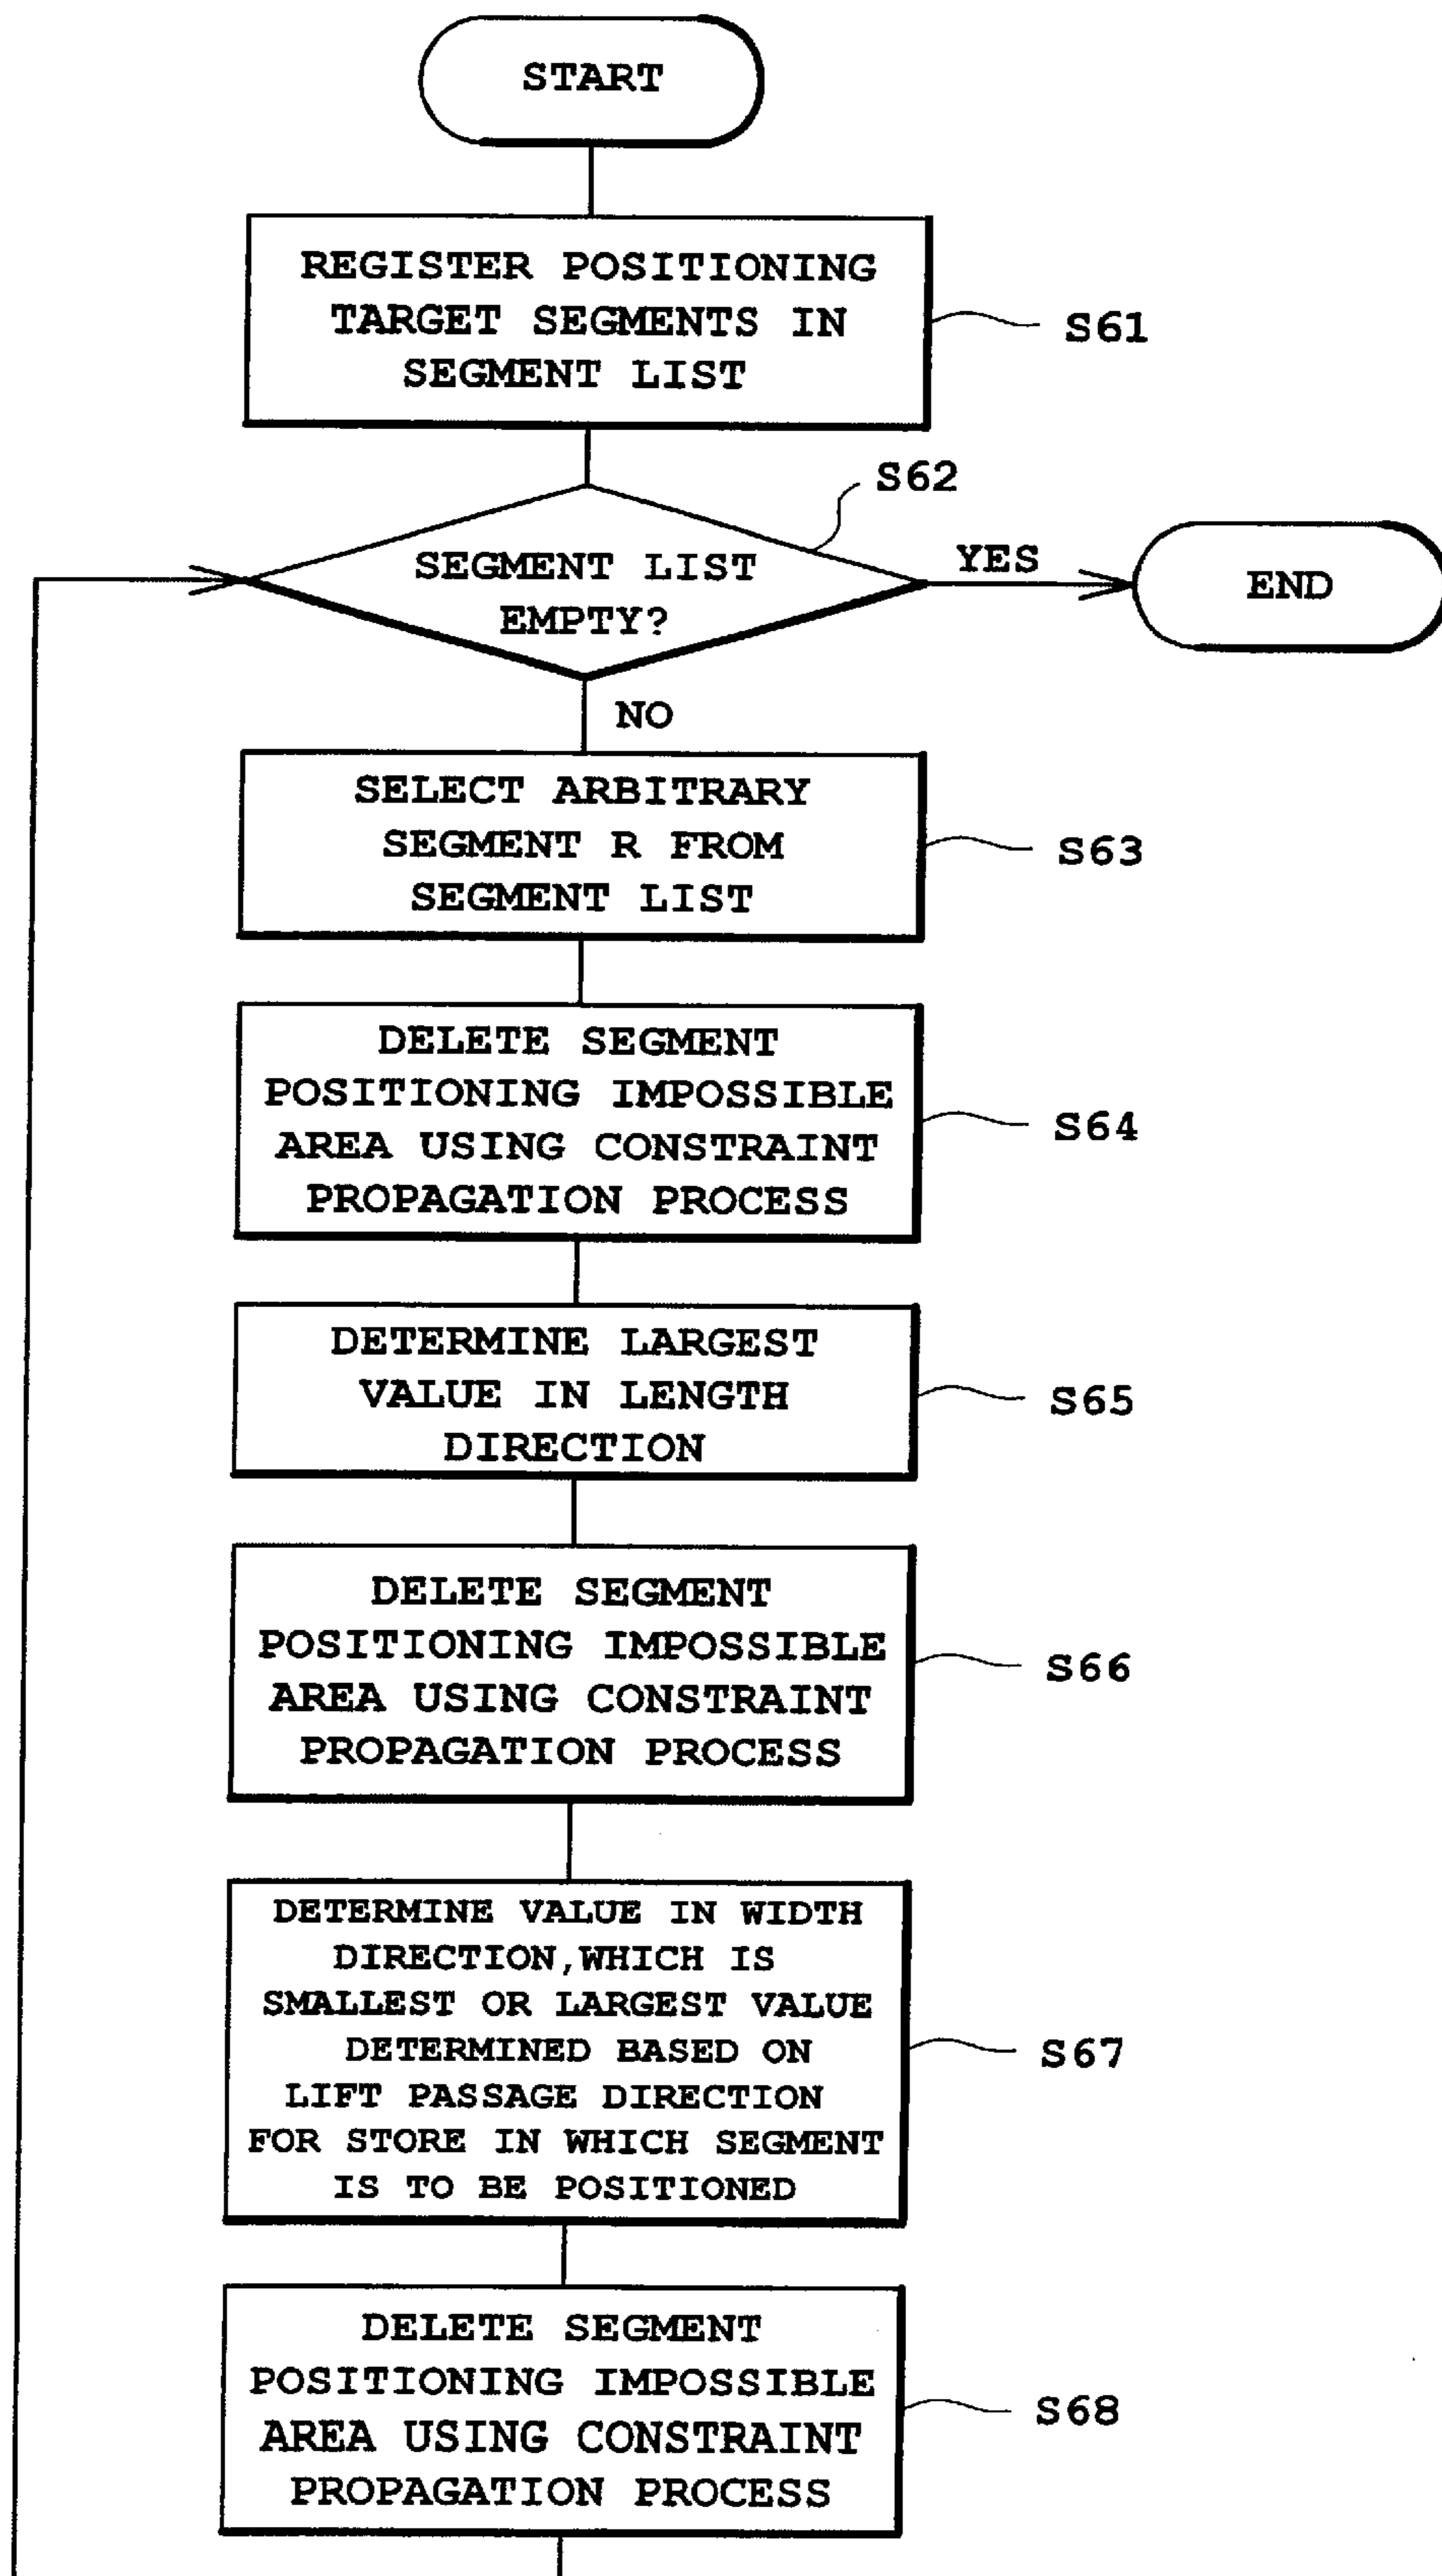 START
REGISTER POSITIONING
TARGET SEGMENTS IN
SEGMENT LIST
S61
S62
SEGMENT LIST
EMPTY?
YES
END
NO
SELECT ARBITRARY
SEGMENT R FROM
SEGMENT LIST
S63
DELETE SEGMENT
POSITIONING IMPOSSIBLE
AREA USING CONSTRAINT
PROPAGATION PROCESS
S64
DETERMINE LARGEST
VALUE IN LENGTH
DIRECTION
S65
DELETE SEGMENT
POSITIONING IMPOSSIBLE
AREA USING CONSTRAINT
PROPAGATION PROCESS
S66
DETERMINE VALUE IN WIDTH
DIRECTION,WHICH IS
SMALLEST OR LARGEST VALUE
DETERMINED BASED ON
LIFT PASSAGE DIRECTION
FOR STORE IN WHICH SEGMENT
IS TO BE POSITIONED
S67
DELETE SEGMENT
POSITIONING IMPOSSIBLE
AREA USING CONSTRAINT
PROPAGATION PROCESS
S68